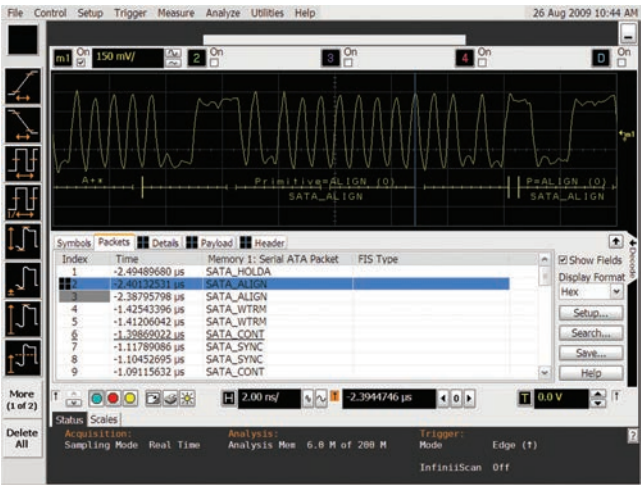 File Control Setup Trigger Measure Analyze Utilities Help 26 Aug 2009 10:44 AM
m1 On 150 mV/ 2 On 3 On 4 On D On
m1
A+* Primitive=ALIGN (0) P=ALIGN (0)
SATA_ALIGN SATA_ALIGN
Symbols Packets Details Payload Header
Index Time Memory 1: Serial ATA Packet FIS Type
1 -2.49489680 µs SATA_HOLDA
2 -2.40132531 µs SATA_ALIGN
3 -2.38795798 µs SATA_ALIGN
4 -1.42543396 µs SATA_WTRM
5 -1.41206042 µs SATA_WTRM
6 -1.39869022 µs SATA_CONT
7 -1.11789086 µs SATA_SYNC
8 -1.10452695 µs SATA_SYNC
9 -1.09115632 µs SATA_CONT
Decode
Show Fields
Display Format
Hex
Setup...
Search...
Save...
Help
More
(1 of 2)
Delete
All
H 2.00 ns/ -2.3944746 µs 0 T 0.0 V
Status Scales
Acquisition: Analysis: Trigger:
Sampling Mode Real Time Analysis Mem 6.0 M of 200 M Mode Edge (↑)
InfiniiScan Off